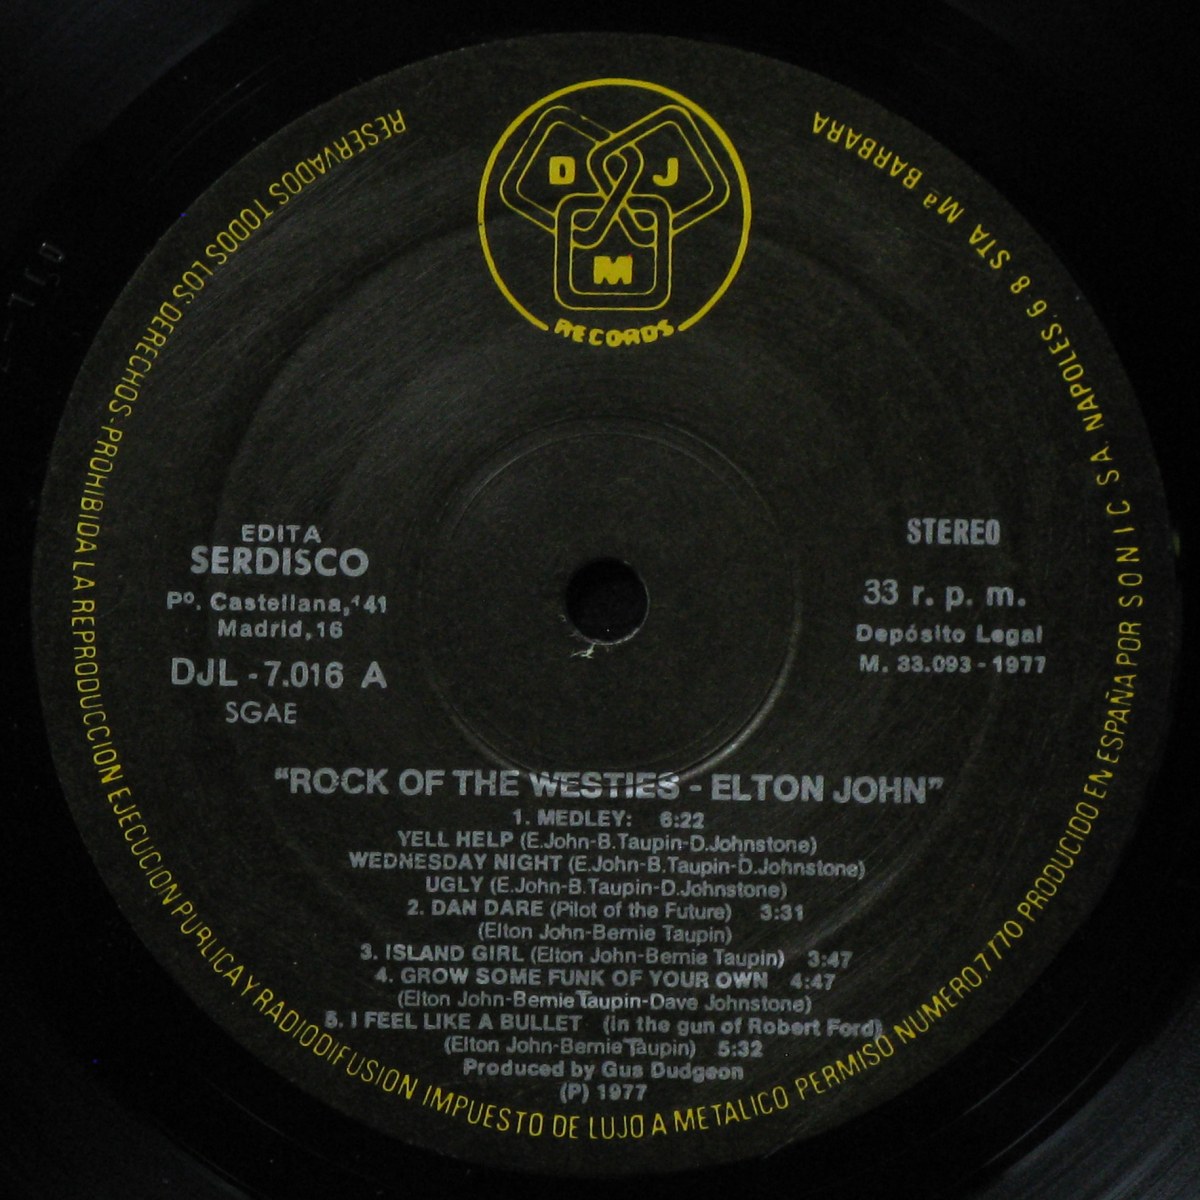 D J
M
RECORDS
RESERVADOS TODOS LOS DERECHOS-PROHIBIDA LA REPRODUCCION EJECUCION PUBLICA Y RADIODIFUSION IMPUESTO DE LUJO A METALICO PERMISO NUMERO 7.770 PRODUCIDO EN ESPAÑA POR S O N I C S.A. NAPOLES, 6 8 STA Mª BARBARA
EDITA
SERDISCO
Pº. Castellana, 141
Madrid, 16
DJL - 7.016 A
SGAE
STEREO
33 r. p. m.
Depósito Legal
M. 33.093 - 1977
"ROCK OF THE WESTIES - ELTON JOHN"
1. MEDLEY: 6:22
YELL HELP (E.John-B.Taupin-D.Johnstone)
WEDNESDAY NIGHT (E.John-B.Taupin-D.Johnstone)
UGLY (E.John-B.Taupin-D.Johnstone)
2. DAN DARE (Pilot of the Future) 3:31
(Elton John-Bernie Taupin)
3. ISLAND GIRL (Elton John-Bernie Taupin) 3:47
4. GROW SOME FUNK OF YOUR OWN 4:47
(Elton John-Bernie Taupin-Dave Johnstone)
5. I FEEL LIKE A BULLET (in the gun of Robert Ford)
(Elton John-Bernie Taupin) 5:32
Produced by Gus Dudgeon
(P) 1977